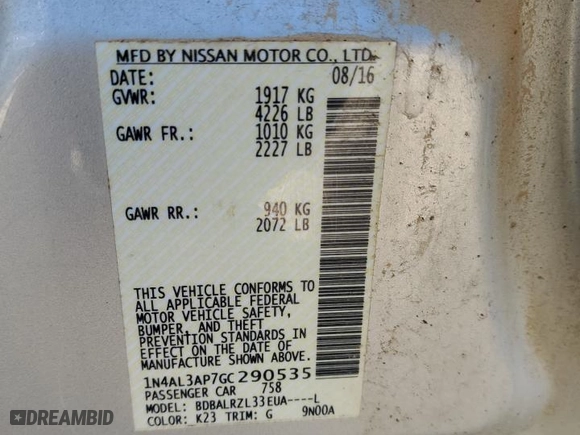 MFD BY NISSAN MOTOR CO., LTD.
DATE: 08/16
GVWR: 1917 KG
4226 LB
GAWR FR.: 1010 KG
2227 LB
GAWR RR.: 940 KG
2072 LB
THIS VEHICLE CONFORMS TO
ALL APPLICABLE FEDERAL
MOTOR VEHICLE SAFETY,
BUMPER, AND THEFT
PREVENTION STANDARDS IN
EFFECT ON THE DATE OF
MANUFACTURE SHOWN ABOVE.
1N4AL3AP7GC290535
PASSENGER CAR 758
MODEL: BDBALRZL33EUA----L
COLOR: K23 TRIM: G 9N00A
DREAMBID.COM